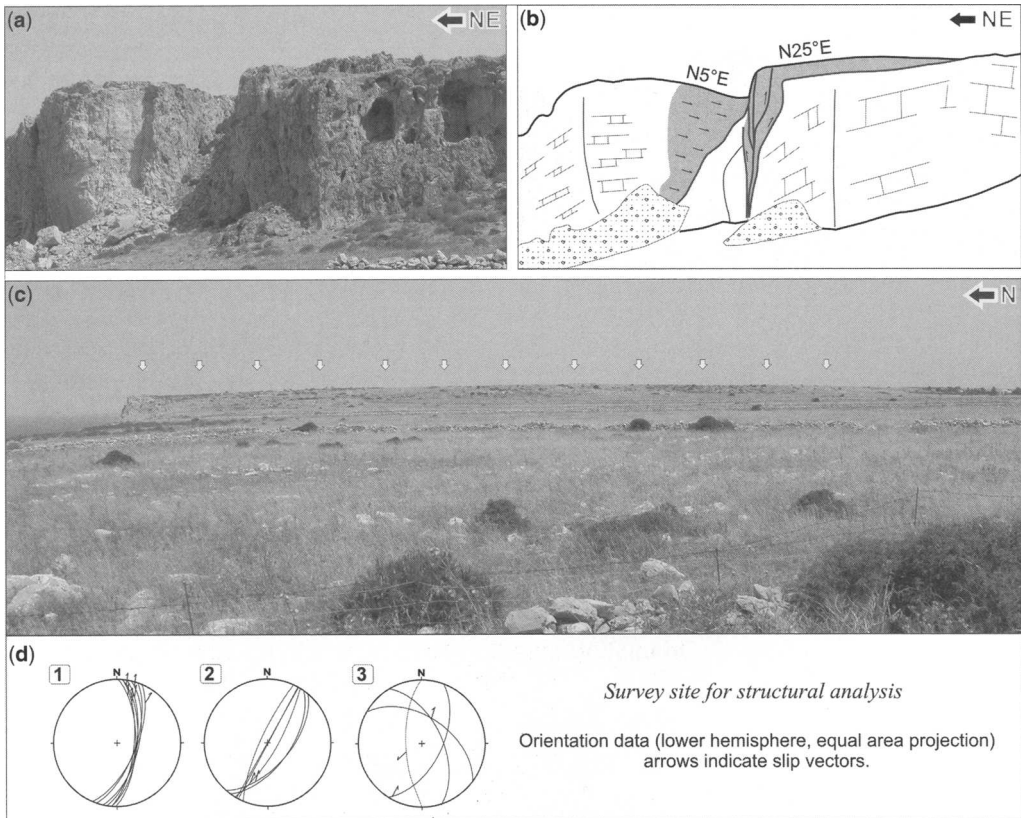 (a)
NE
(b)
NE
N5°E
N25°E
(c)
N
(d)
1
N
2
N
3
N
Survey site for structural analysis
Orientation data (lower hemisphere, equal area projection)
arrows indicate slip vectors.